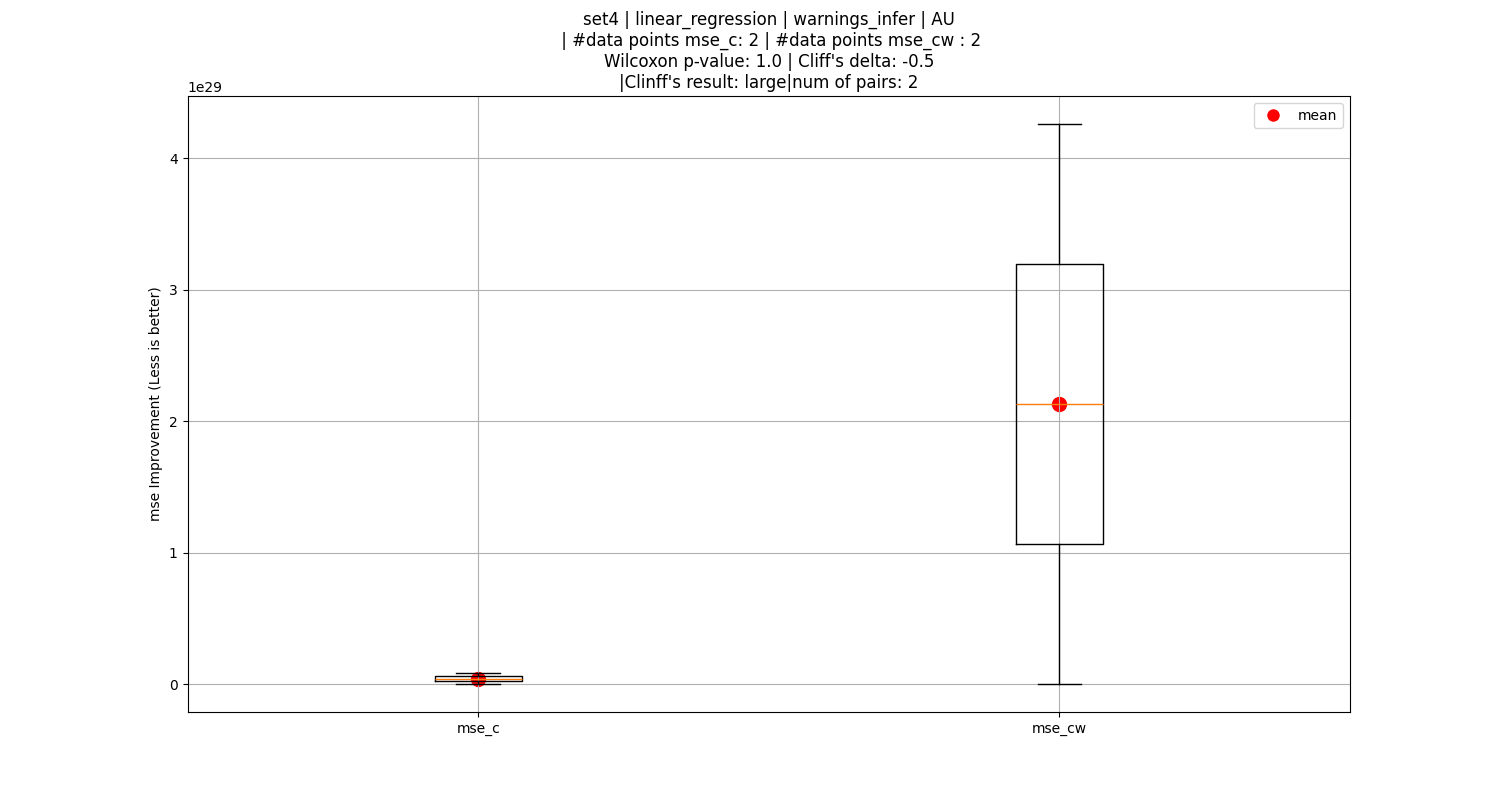 set4 | linear_regression | warnings_infer | AU
| #data points mse_c: 2 | #data points mse_cw : 2
Wilcoxon p-value: 1.0 | Cliff's delta: -0.5
|Clinff's result: large|num of pairs: 2
1e29
mean
4
3
2
1
0
mse Improvement (Less is better)
mse_c
mse_cw